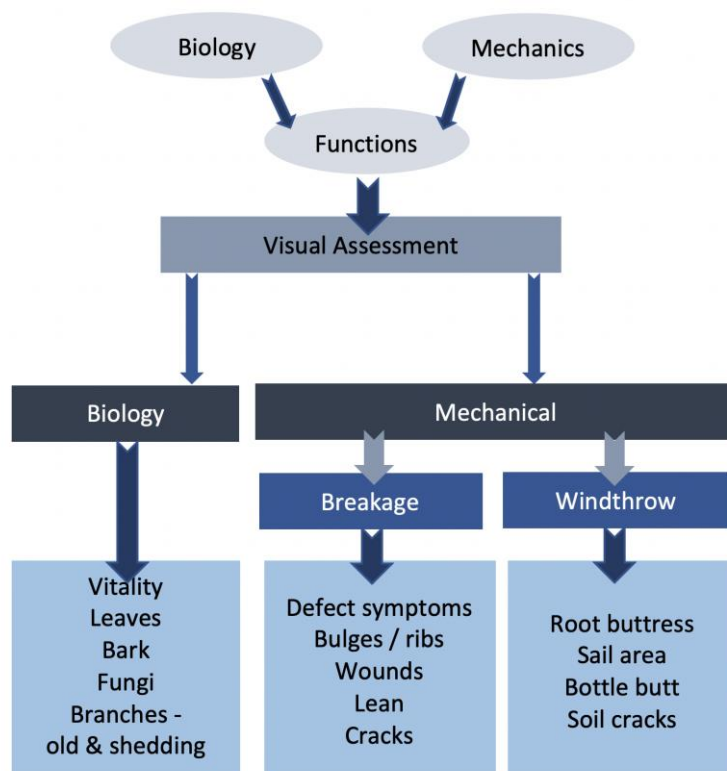 Biology
Mechanics
Functions
Visual Assessment
Biology
Mechanical
Breakage
Windthrow
Vitality
Leaves
Bark
Fungi
Branches -
old & shedding
Defect symptoms
Bulges / ribs
Wounds
Lean
Cracks
Root buttress
Sail area
Bottle butt
Soil cracks